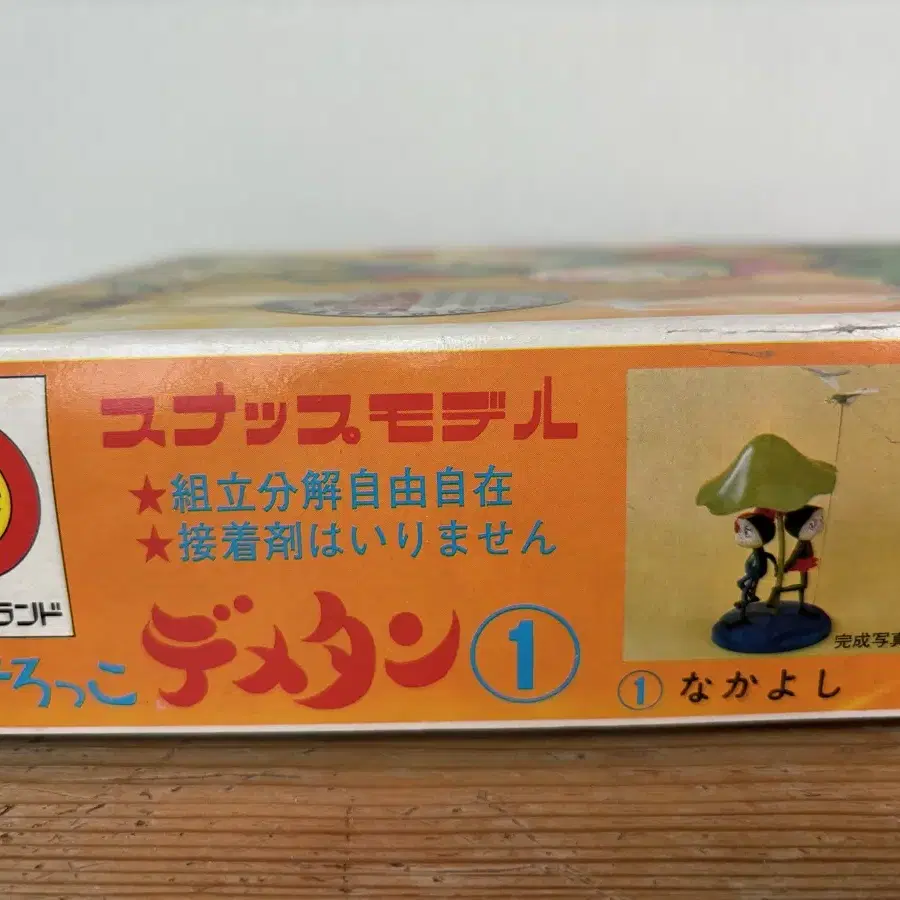 スナップモデル
★組立分解自由自在
★接着剤はいりません
ランド
ろっこ デメタン ①
完成写真
① なかよし